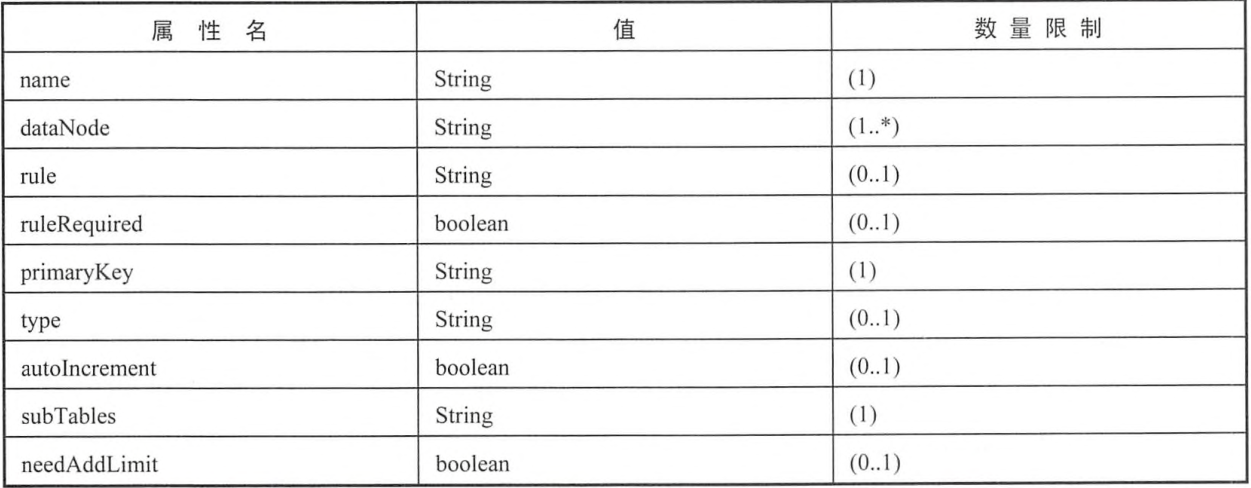 属 性 名 值 数 量 限 制
name String (1)
dataNode String (1..*)
rule String (0..1)
ruleRequired boolean (0..1)
primaryKey String (1)
type String (0..1)
autoIncrement boolean (0..1)
subTables String (1)
needAddLimit boolean (0..1)